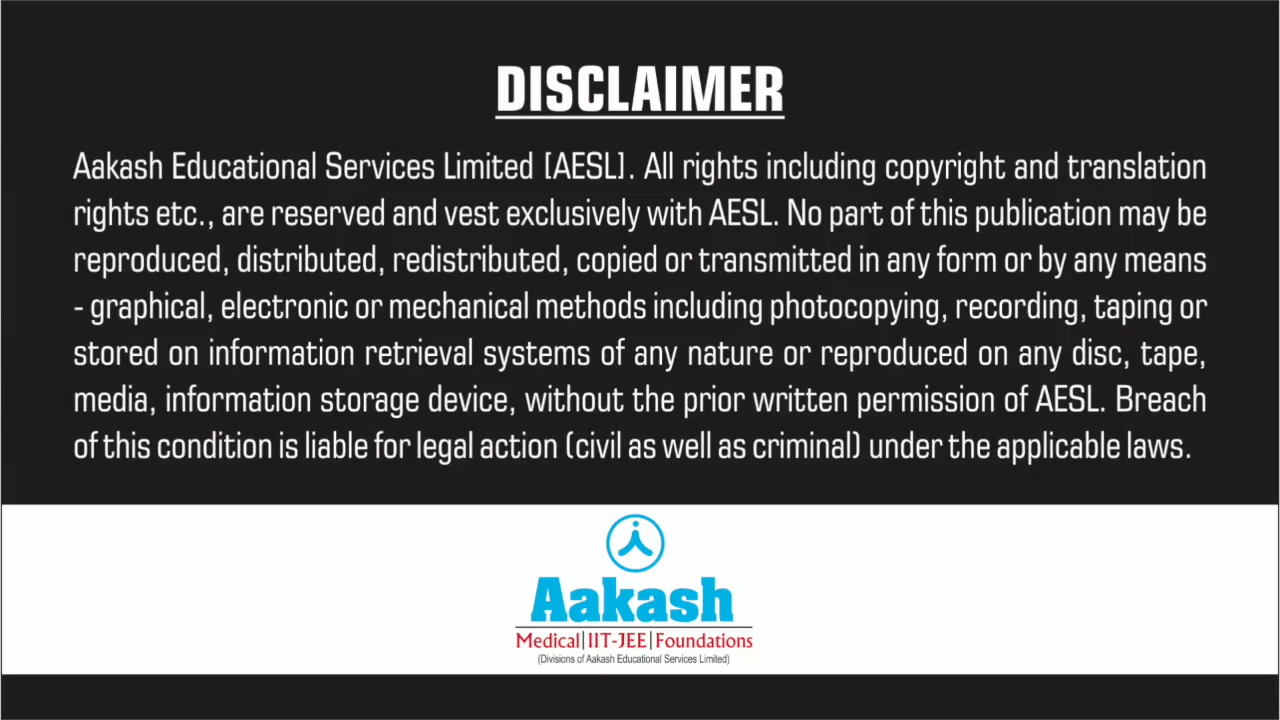 DISCLAIMER
Aakash Educational Services Limited [AESL]. All rights including copyright and translation
rights etc., are reserved and vest exclusively with AESL. No part of this publication may be
reproduced, distributed, redistributed, copied or transmitted in any form or by any means
- graphical, electronic or mechanical methods including photocopying, recording, taping or
stored on information retrieval systems of any nature or reproduced on any disc, tape,
media, information storage device, without the prior written permission of AESL. Breach
of this condition is liable for legal action (civil as well as criminal) under the applicable laws.
Aakash
Medical|IIT-JEE|Foundations
(Divisions of Aakash Educational Services Limited)